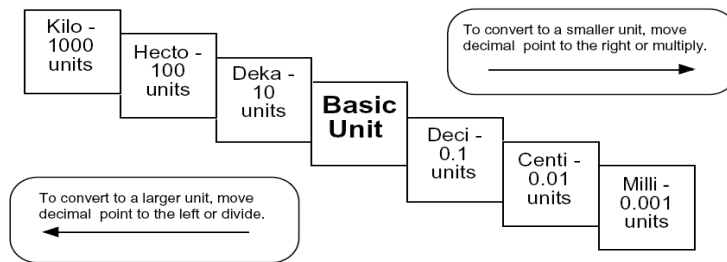 Kilo -
1000
units
Hecto -
100
units
Deka -
10
units
Basic
Unit
Deci -
0.1
units
Centi -
0.01
units
Milli -
0.001
units
To convert to a smaller unit, move
decimal point to the right or multiply.
To convert to a larger unit, move
decimal point to the left or divide.